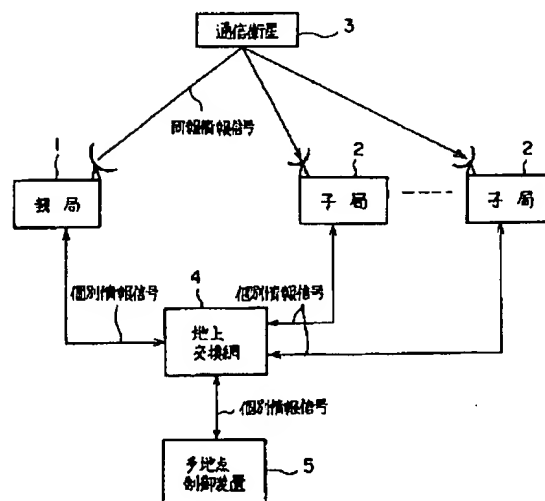 通信衛星
3
同報情報信号
1
2
2
親局
子局
子局
個別情報信号
4
個別情報信号
地上
交換網
個別情報信号
多地点
制御装置
5